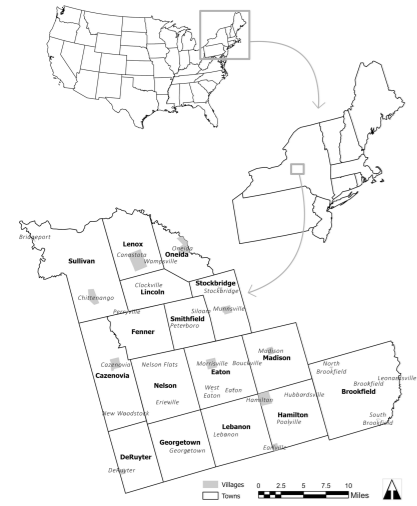 Bridgeport
Lenox
Oneida
Canastota
Oneida
Sullivan
Wampsville
Stockbridge
Clockville
Stockbridge
Chittenango
Lincoln
Perryville
Siloam
Munnsville
Smithfield
Peterboro
Fenner
Madison
Cazenovia
Nelson Flats
Morrisville
Bouckville
Madison
North
Brookfield
Cazenovia
Eaton
Leonardsville
Nelson
West
Eaton
Eaton
Hubbardsville
Brookfield
Erieville
Hamilton
Brookfield
New Woodstock
Hamilton
South
Brookfield
Lebanon
Poolville
Lebanon
Georgetown
Georgetown
Earlville
DeRuyter
DeRuyter
Villages
Towns
0 2.5 5 7.5 10
Miles
N